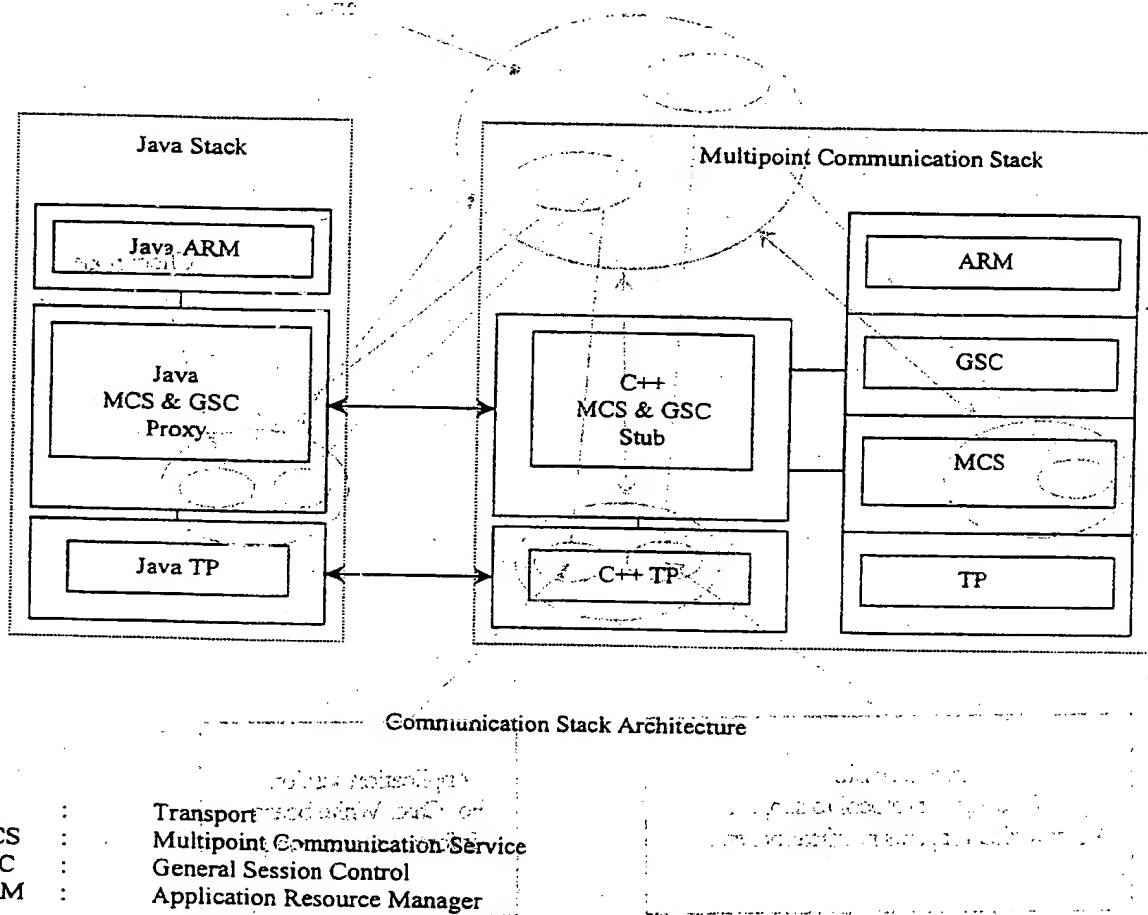 Java Stack
Multipoint Communication Stack
Java ARM
ARM
Java
MCS & GSC
Proxy
C++
MCS & GSC
Stub
GSC
MCS
Java TP
C++ TP
TP
Communication Stack Architecture
: Transport
CS : Multipoint Communication Service
C : General Session Control
M : Application Resource Manager